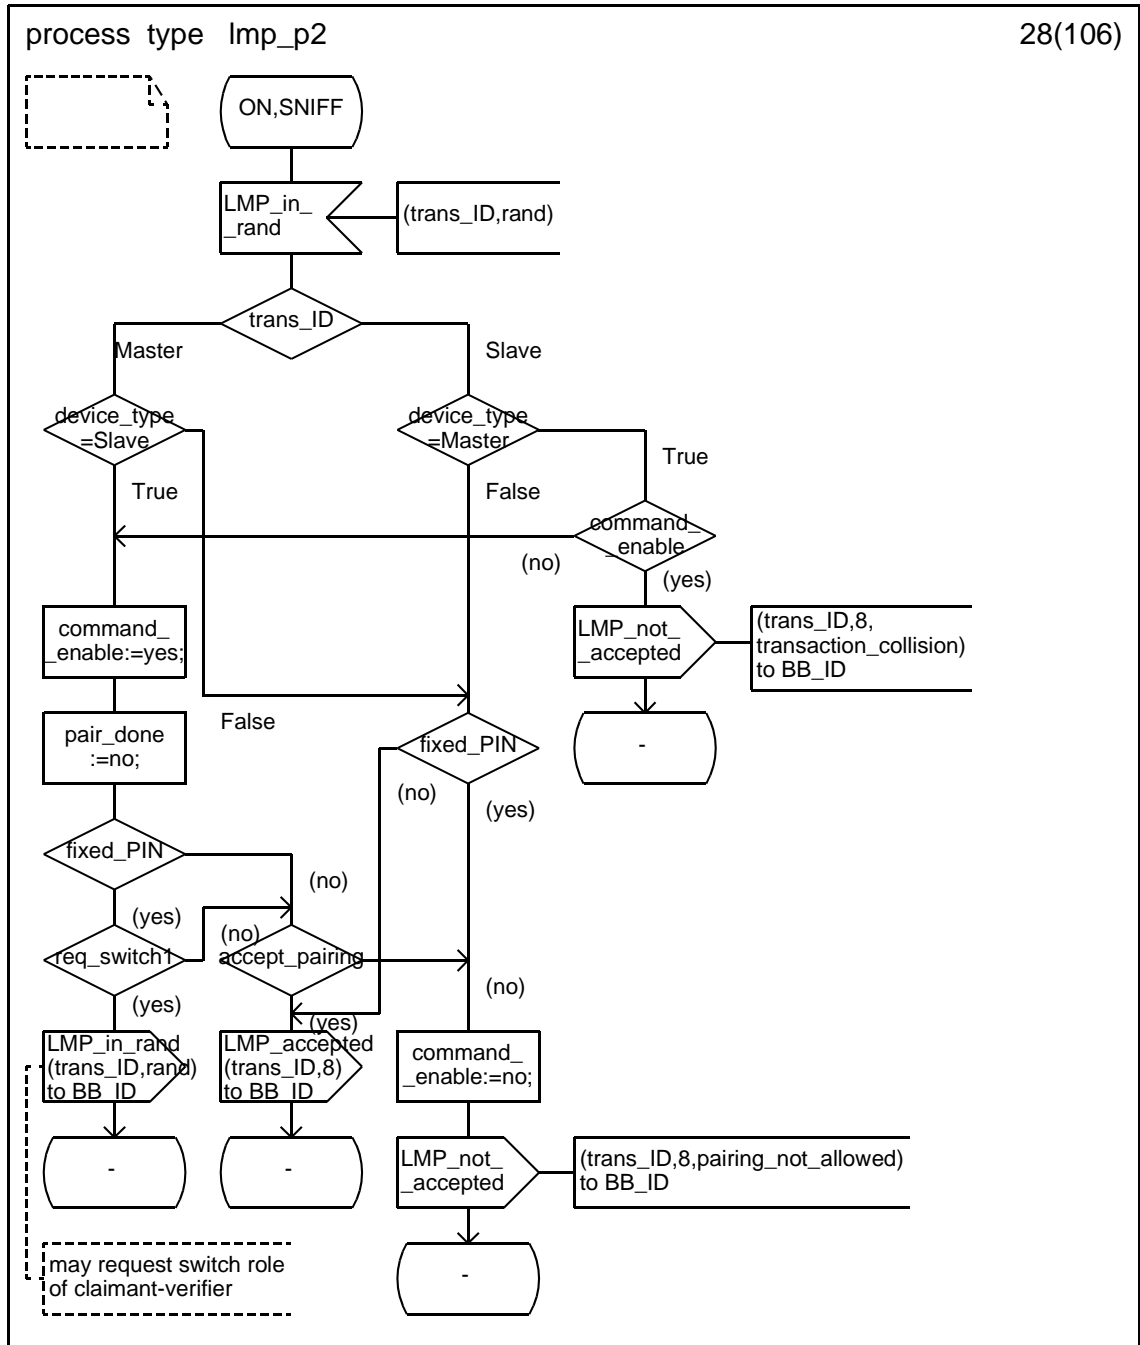 process type lmp_p2
28(106)
ON,SNIFF
LMP_in_
_rand
(trans_ID,rand)
trans_ID
Master
Slave
device_type
=Slave
device_type
=Master
True
True
False
command_
_enable
(no)
(yes)
command_
_enable:=yes;
LMP_not_
_accepted
(trans_ID,8,
transaction_collision)
to BB_ID
False
pair_done
:=no;
fixed_PIN
-
(no)
(yes)
fixed_PIN
(no)
(yes)
(no)
req_switch1
accept_pairing
(no)
(yes)
(yes)
LMP_in_rand
(trans_ID,rand)
to BB_ID
LMP_accepted
(trans_ID,8)
to BB_ID
command_
_enable:=no;
-
-
LMP_not_
_accepted
(trans_ID,8,pairing_not_allowed)
to BB_ID
may request switch role
of claimant-verifier
-